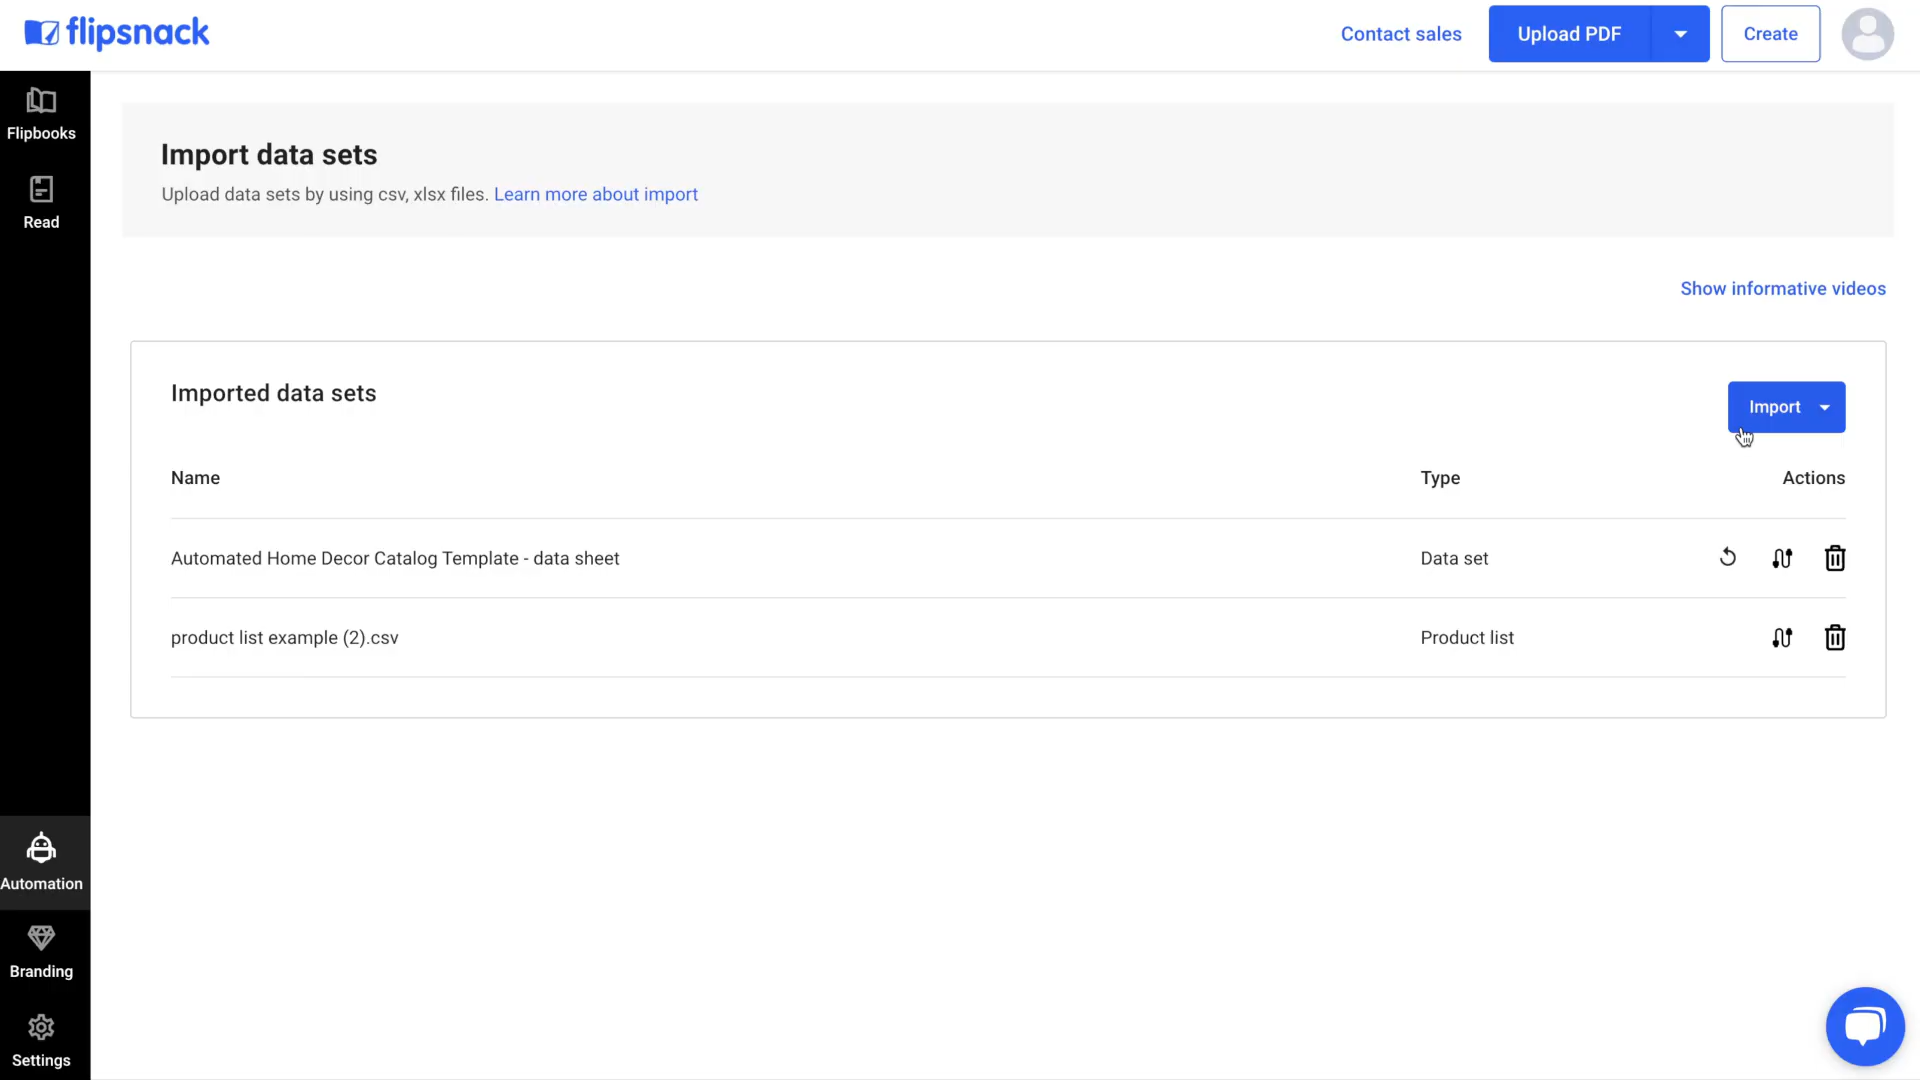 flipsnack
Contact sales
Upload PDF
Create
Flipbooks
Read
Import data sets
Upload data sets by using csv, xlsx files. Learn more about import
Show informative videos
Imported data sets
Import
Name Type Actions
Automated Home Decor Catalog Template - data sheet Data set
product list example (2).csv Product list
Automation
Branding
Settings